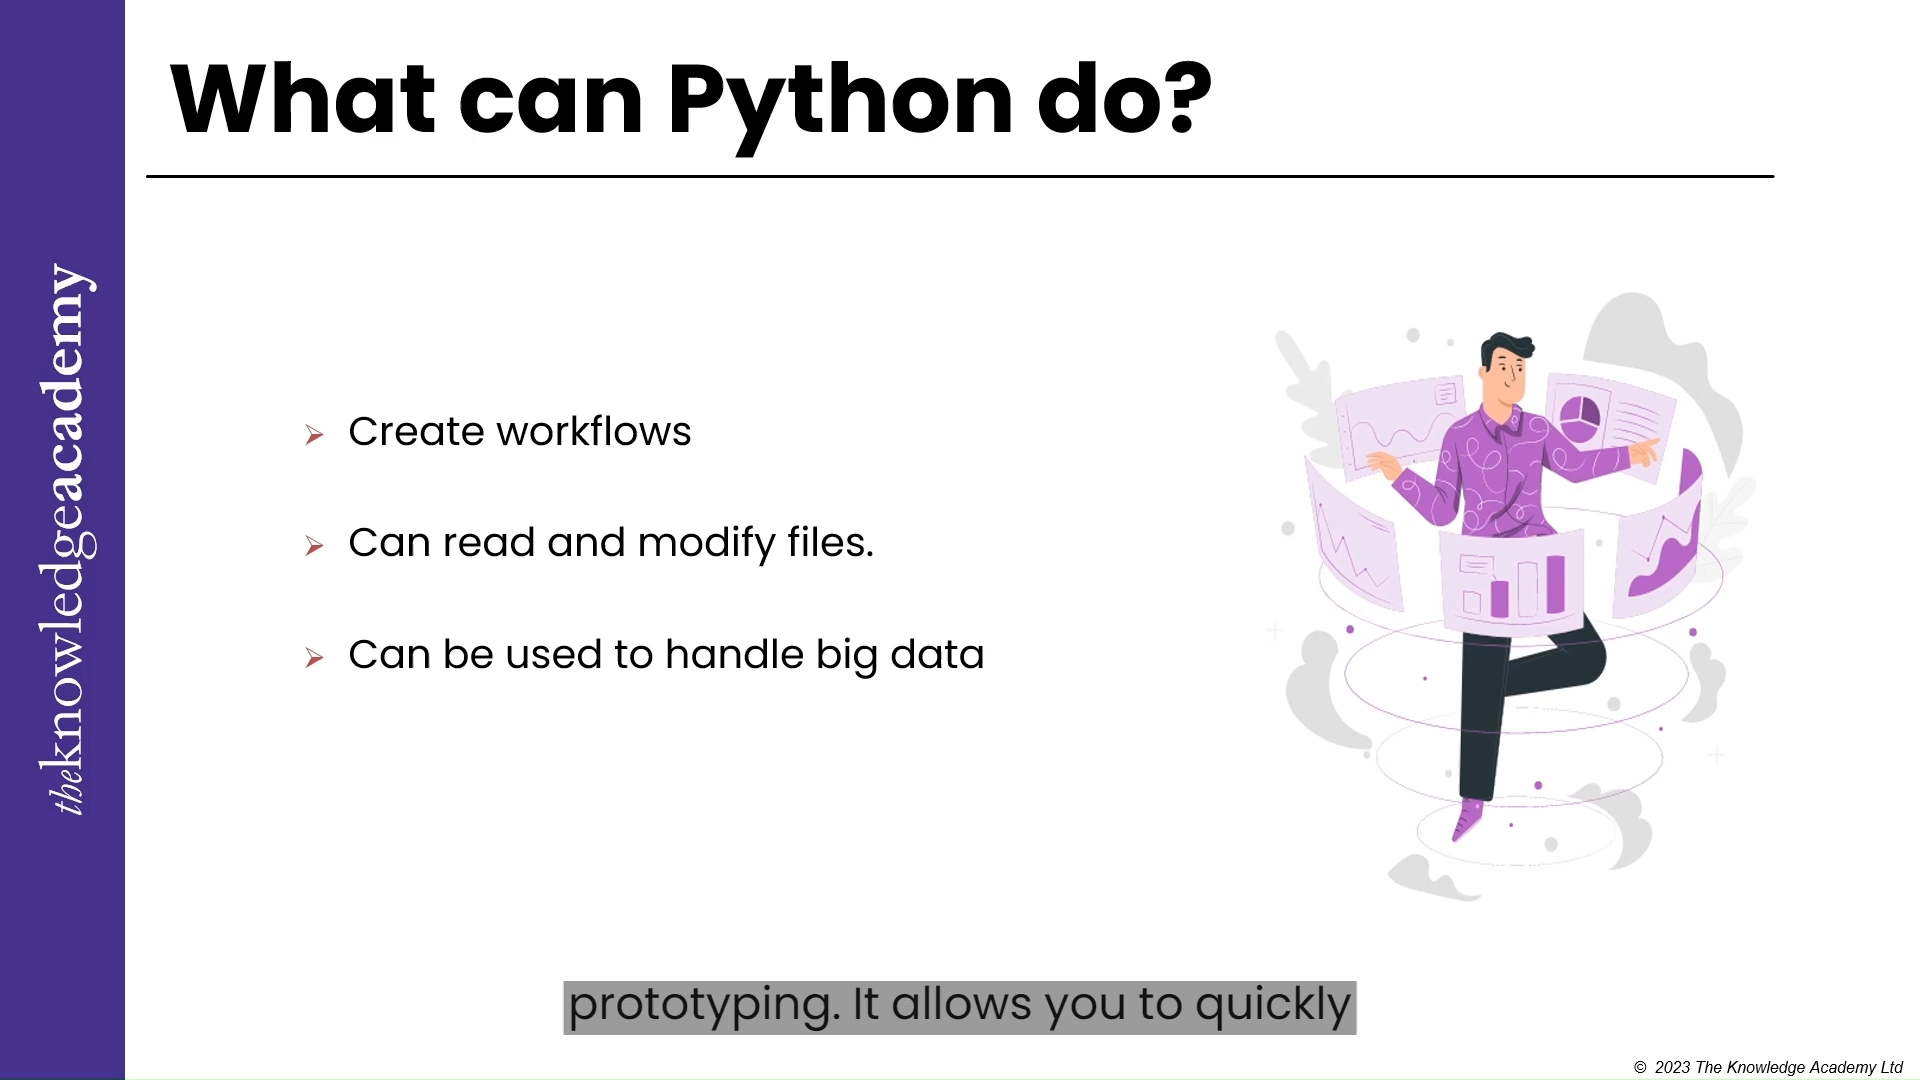 What can Python do?
theknowledgeacademy
Create workflows
Can read and modify files.
Can be used to handle big data
prototyping. It allows you to quickly
© 2023 The Knowledge Academy Ltd